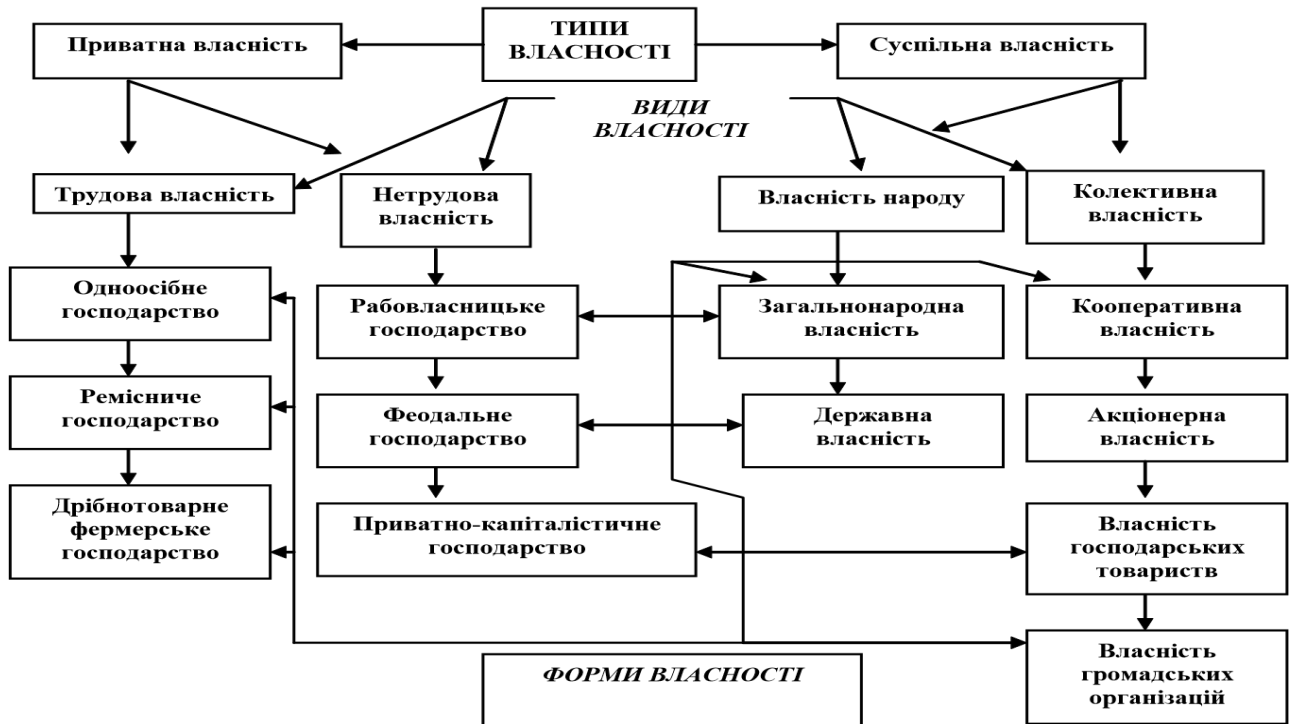 ТИПИ
ВЛАСНОСТІ
Приватна власність
Суспільна власність
ВИДИ
ВЛАСНОСТІ
Трудова власність
Нетрудова
власність
Власність народу
Колективна
власність
Одноосібне
господарство
Рабовласницьке
господарство
Загальнонародна
власність
Кооперативна
власність
Ремісниче
господарство
Феодальне
господарство
Державна
власність
Акціонерна
власність
Дрібнотоварне
фермерське
господарство
Приватно-капіталістичне
господарство
Власність
господарських
товариств
Власність
громадських
організацій
ФОРМИ ВЛАСНОСТІ